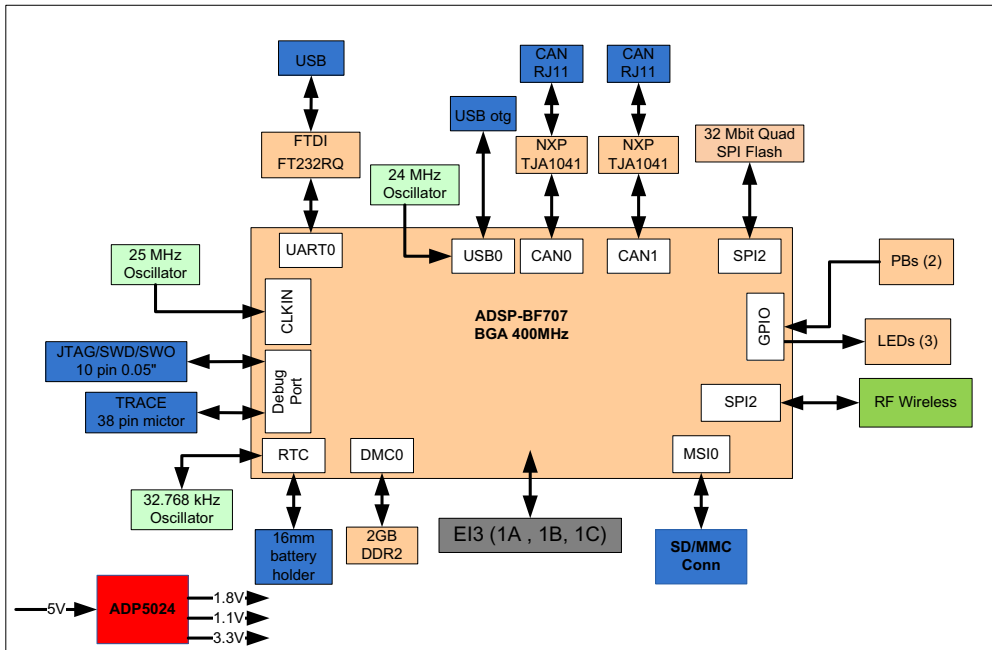 USB
CAN
RJ11
CAN
RJ11
USB otg
FTDI
FT232RQ
NXP
TJA1041
NXP
TJA1041
32 Mbit Quad
SPI Flash
24 MHz
Oscillator
UART0
USB0
CAN0
CAN1
SPI2
25 MHz
Oscillator
CLKIN
ADSP-BF707
BGA 400MHz
GPIO
PBs (2)
LEDs (3)
JTAG/SWD/SWO
10 pin 0.05"
Debug
Port
TRACE
38 pin mictor
SPI2
RF Wireless
RTC
DMC0
MSI0
32.768 kHz
Oscillator
16mm
battery
holder
2GB
DDR2
EI3 (1A , 1B, 1C)
SD/MMC
Conn
5V
ADP5024
1.8V
1.1V
3.3V